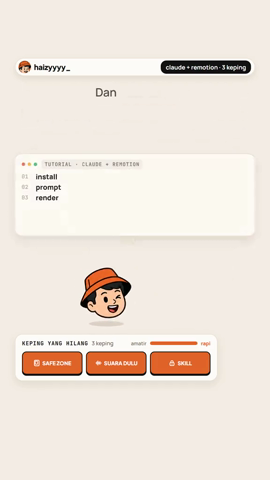 haizyyyy_
claude + remotion · 3 keping
Dan
TUTORIAL · CLAUDE + REMOTION
01 install
02 prompt
03 render
KEPING YANG HILANG 3 keping
amatir rapi
SAFEZONE
SUARA DULU
SKILL